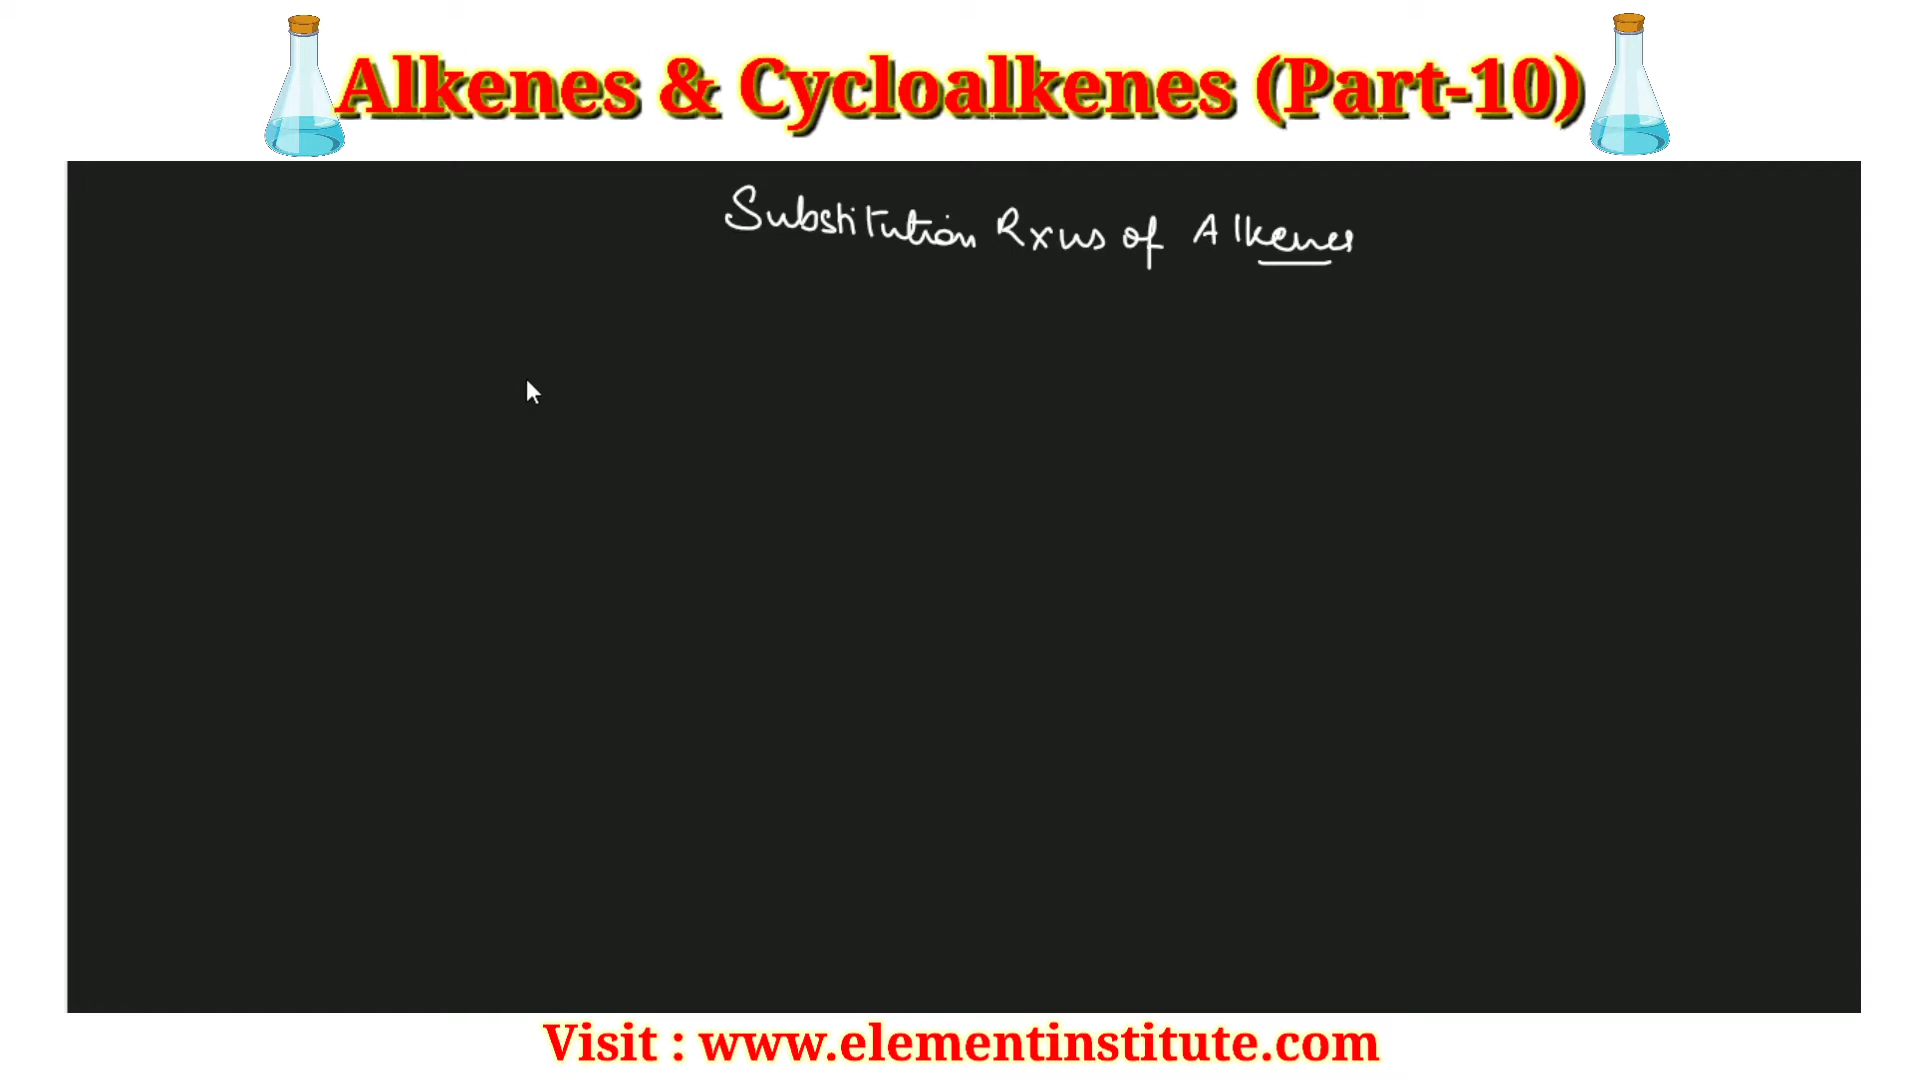 Alkenes & Cycloalkenes (Part-10)
Substitution Rxns of Alkenes
Visit : www.elementinstitute.com